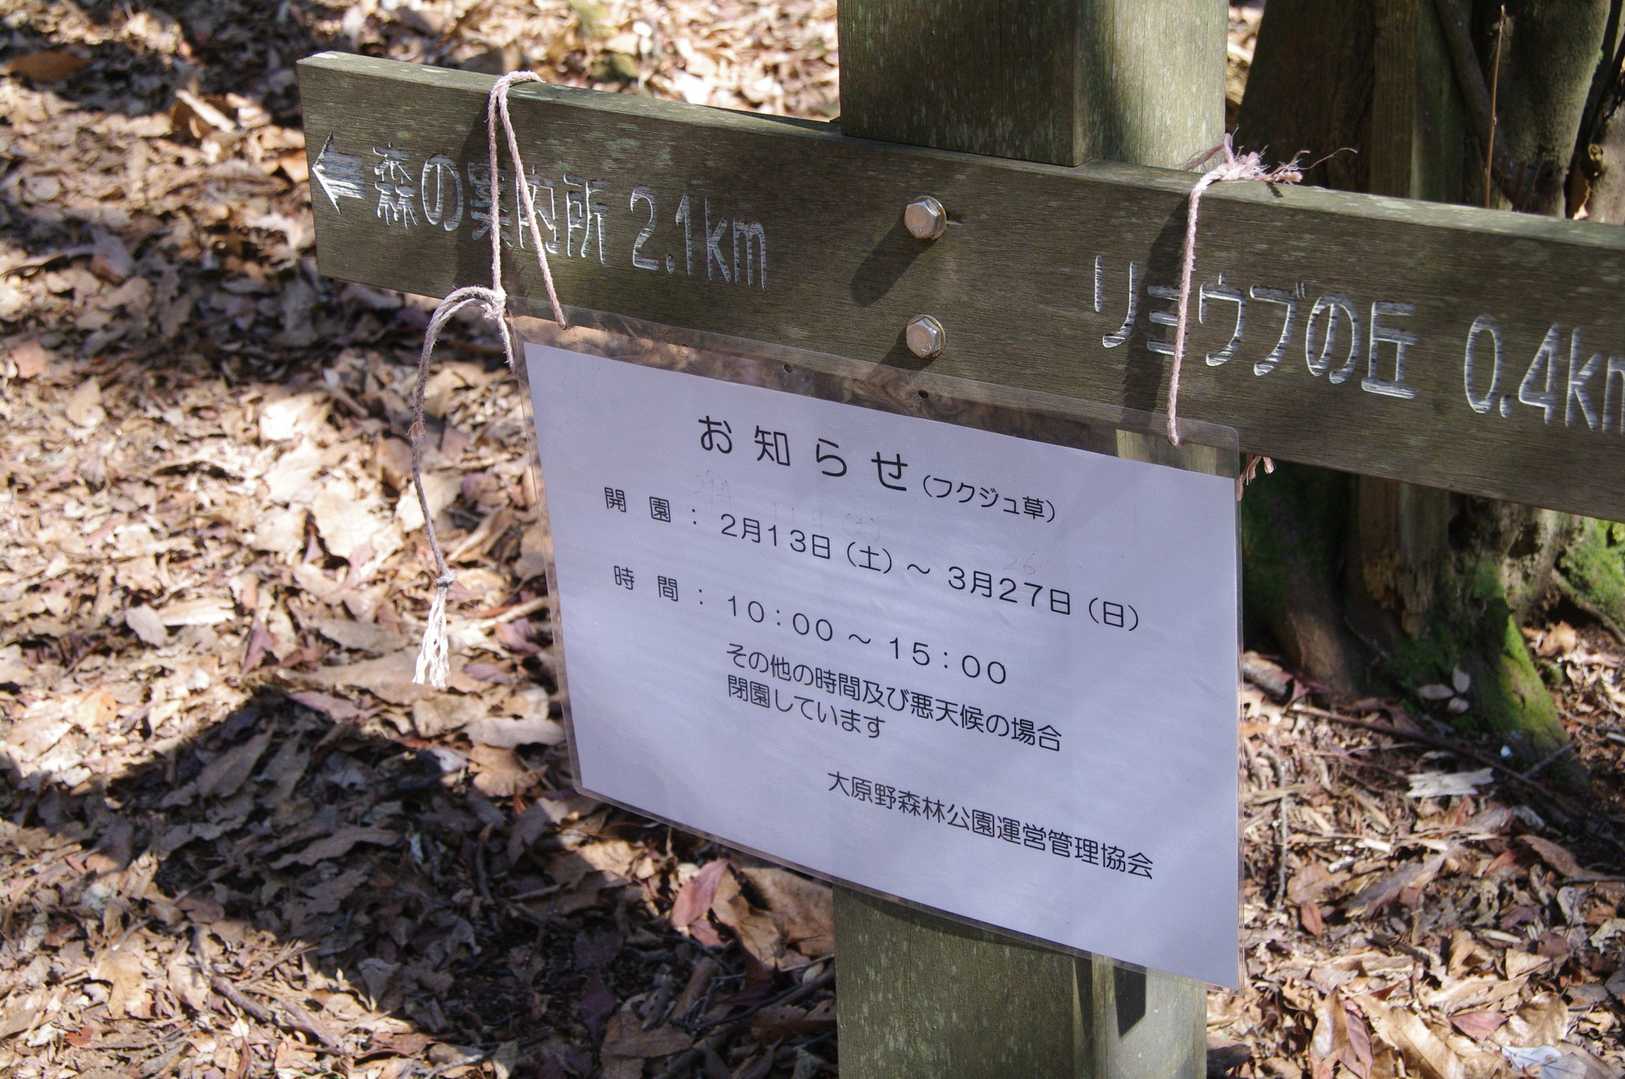 森の案内所 2.1km
リョウブの丘 0.4km
お知らせ(フクジュ草)
開園：2月13日(土)～3月27日(日)
時間：10：00～15：00
その他の時間及び悪天候の場合
閉園しています
大原野森林公園運営管理協会